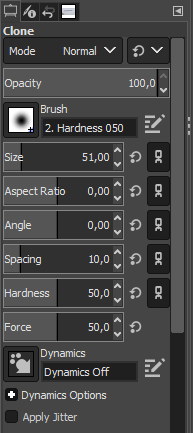 Clone
Mode Normal
Opacity 100,0
Brush
2. Hardness 050
Size 51,00
Aspect Ratio 0,00
Angle 0,00
Spacing 10,0
Hardness 50,0
Force 50,0
Dynamics
Dynamics Off
Dynamics Options
Apply Jitter